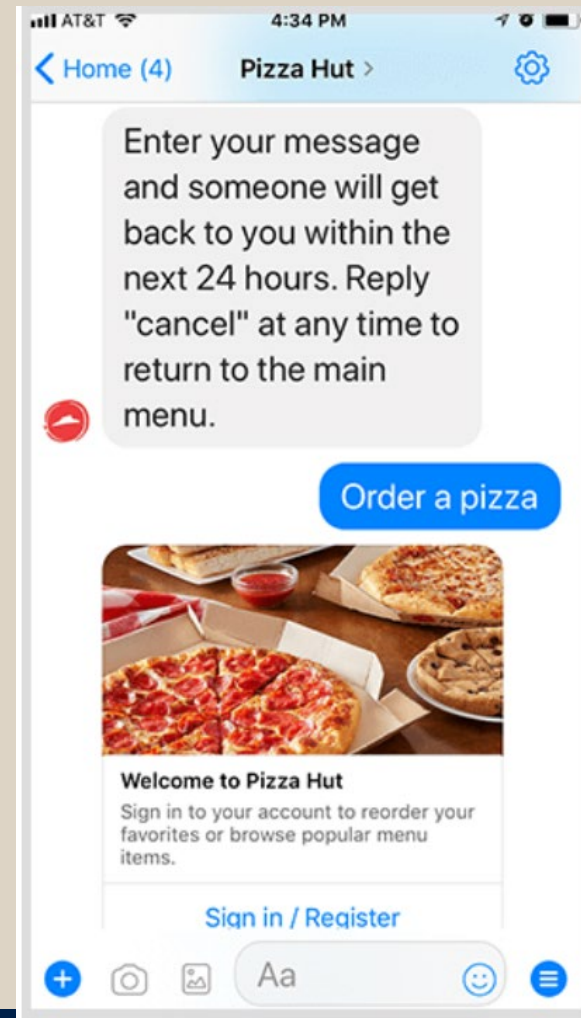 AT&T 4:34 PM
Home (4) Pizza Hut >
Enter your message
and someone will get
back to you within the
next 24 hours. Reply
"cancel" at any time to
return to the main
menu.
Order a pizza
Welcome to Pizza Hut
Sign in to your account to reorder your
favorites or browse popular menu
items.
Sign in / Register
Aa